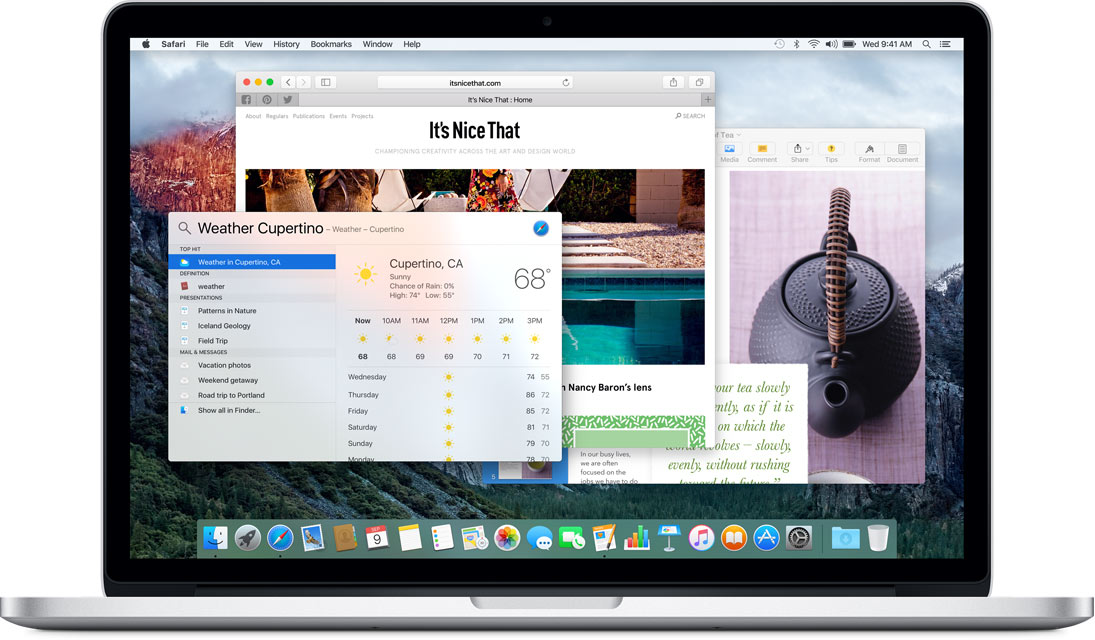 Safari File Edit View History Bookmarks Window Help
Wed 9:41 AM
itsnicethat.com
It's Nice That : Home
About Regulars Publications Events Projects
SEARCH
It's Nice That
CHAMPIONING CREATIVITY ACROSS THE ART AND DESIGN WORLD
of Tea
Media Comment Share Tips Format Document
Weather Cupertino – Weather – Cupertino
TOP HIT
Weather in Cupertino, CA
DEFINITION
weather
PRESENTATIONS
Patterns in Nature
Iceland Geology
Field Trip
MAIL & MESSAGES
Vacation photos
Weekend getaway
Road trip to Portland
Show all in Finder...
Cupertino, CA
Sunny
Chance of Rain: 0%
High: 74° Low: 55°
68°
Now 10AM 11AM 12PM 1PM 2PM 3PM
68 68 69 69 70 71 72
Wednesday 74 55
Thursday 86 72
Friday 85 72
Saturday 81 71
Sunday 79 70
Monday 78 70
n Nancy Baron's lens
In our busy lives,
we are often
focused on the
jobs we have to do
your tea slowly
ently, as if it is
on which the
world revolves – slowly,
evenly, without rushing
toward the future."
6
SEP
9